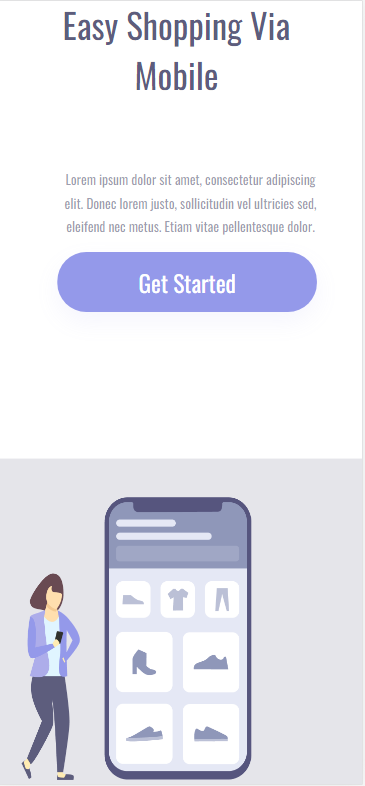 Easy Shopping Via
Mobile
Lorem ipsum dolor sit amet, consectetur adipiscing
elit. Donec lorem justo, sollicitudin vel ultricies sed,
eleifend nec metus. Etiam vitae pellentesque dolor.
Get Started